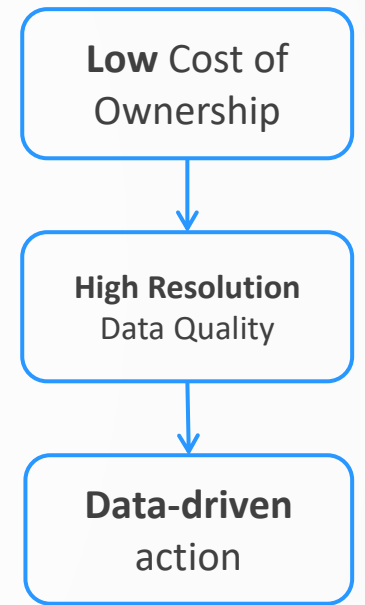 Low Cost of
Ownership
High Resolution
Data Quality
Data-driven
action